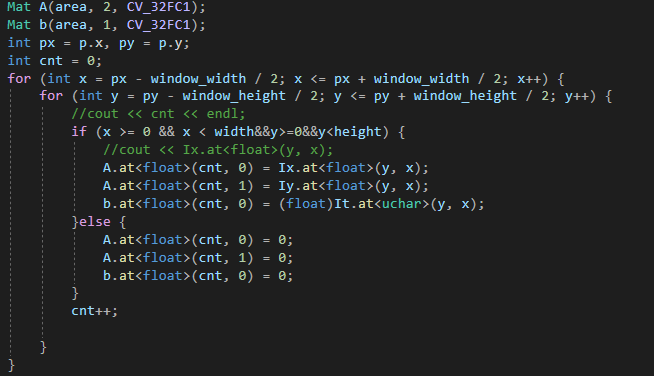 Mat A(area, 2, CV_32FC1);
Mat b(area, 1, CV_32FC1);
int px = p.x, py = p.y;
int cnt = 0;
for (int x = px - window_width / 2; x <= px + window_width / 2; x++) {
    for (int y = py - window_height / 2; y <= py + window_height / 2; y++) {
        //cout << cnt << endl;
        if (x >= 0 && x < width&&y>=0&&y<height) {
            //cout << Ix.at<float>(y, x);
            A.at<float>(cnt, 0) = Ix.at<float>(y, x);
            A.at<float>(cnt, 1) = Iy.at<float>(y, x);
            b.at<float>(cnt, 0) = (float)It.at<uchar>(y, x);
        }else {
            A.at<float>(cnt, 0) = 0;
            A.at<float>(cnt, 1) = 0;
            b.at<float>(cnt, 0) = 0;
        }
        cnt++;

    }
}